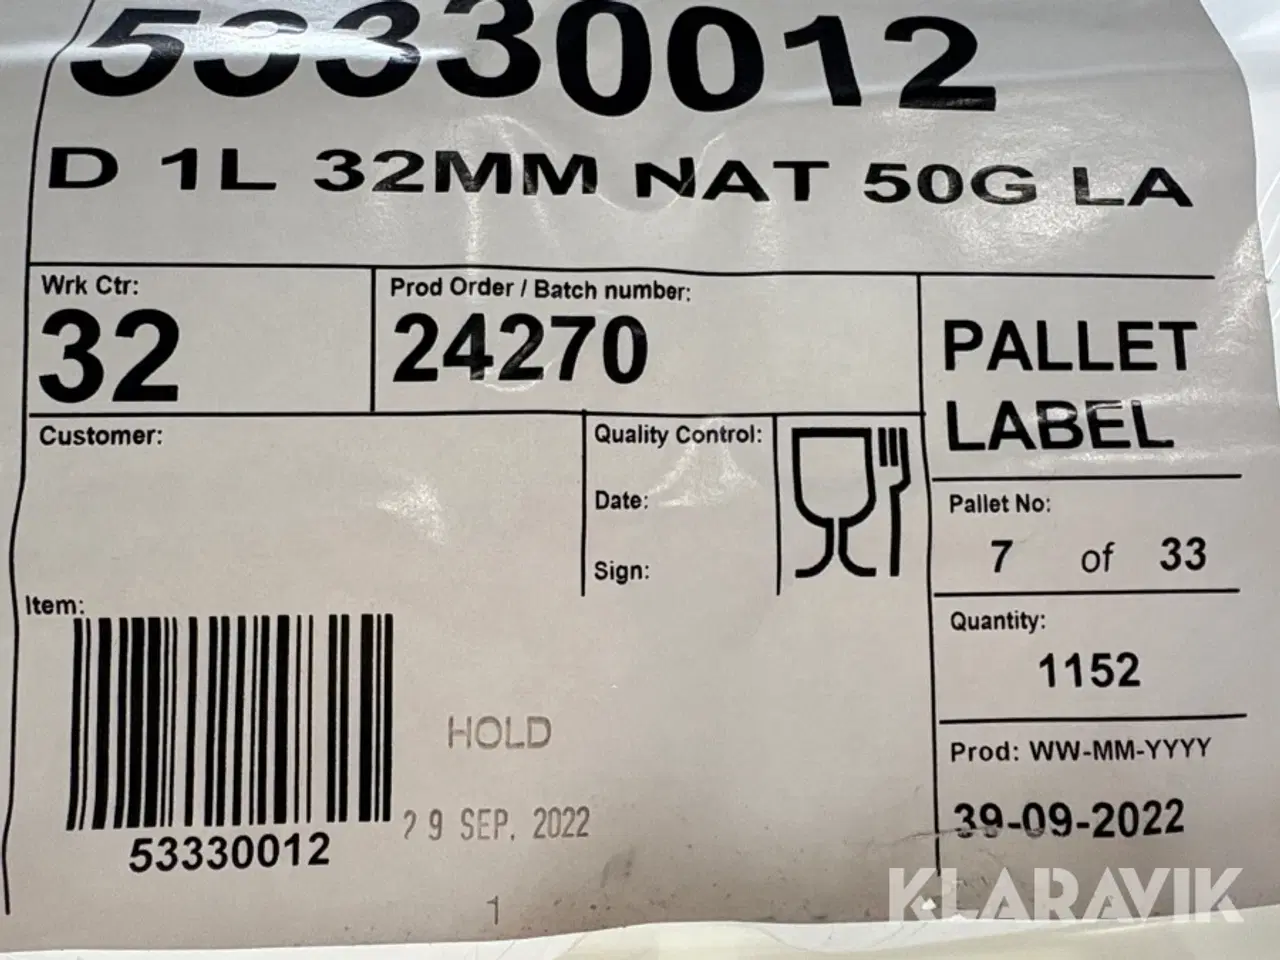 53330012
D 1L 32MM NAT 50G LA
Wrk Ctr:
32
Prod Order / Batch number:
24270
PALLET
LABEL
Customer:
Quality Control:
Date:
Sign:
Pallet No:
7 of 33
Quantity:
1152
Prod: WW-MM-YYYY
39-09-2022
Item:
53330012
HOLD
29 SEP. 2022
1
KLARAVIK